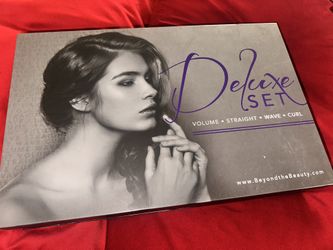 Deluxe
SET
VOLUME • STRAIGHT • WAVE • CURL
www.BeyondtheBeauty.com